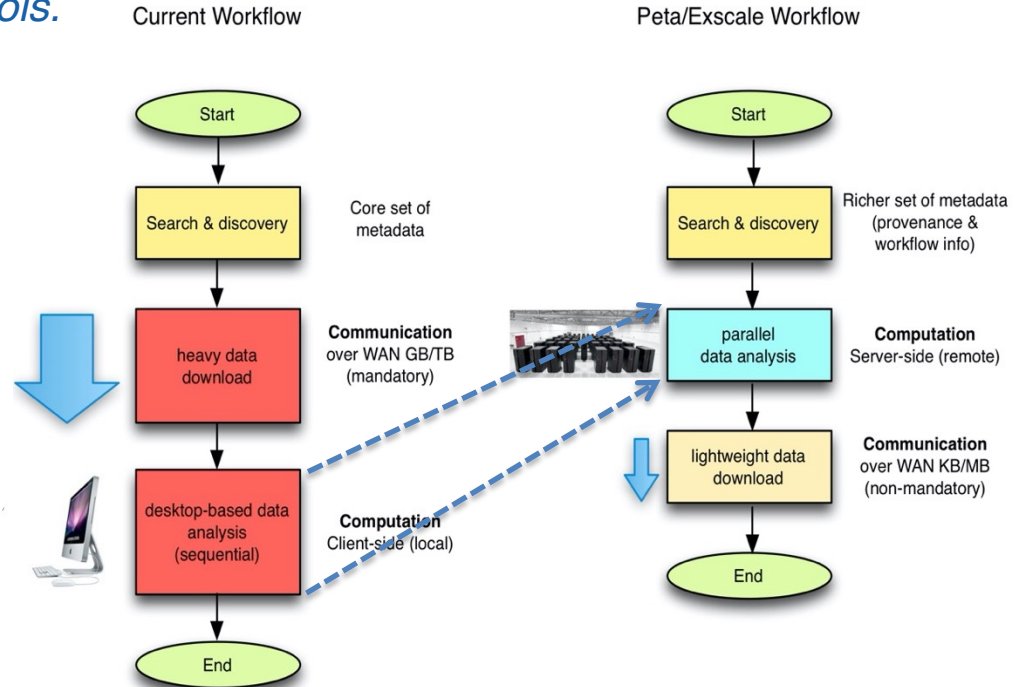 ols.
Current Workflow
Start
Search & discovery
Core set of
metadata
heavy data
download
Communication
over WAN GB/TB
(mandatory)
desktop-based data
analysis
(sequential)
Computation
Client-side (local)
End
Peta/Exscale Workflow
Start
Search & discovery
Richer set of metadata
(provenance &
workflow info)
parallel
data analysis
Computation
Server-side (remote)
lightweight data
download
Communication
over WAN KB/MB
(non-mandatory)
End